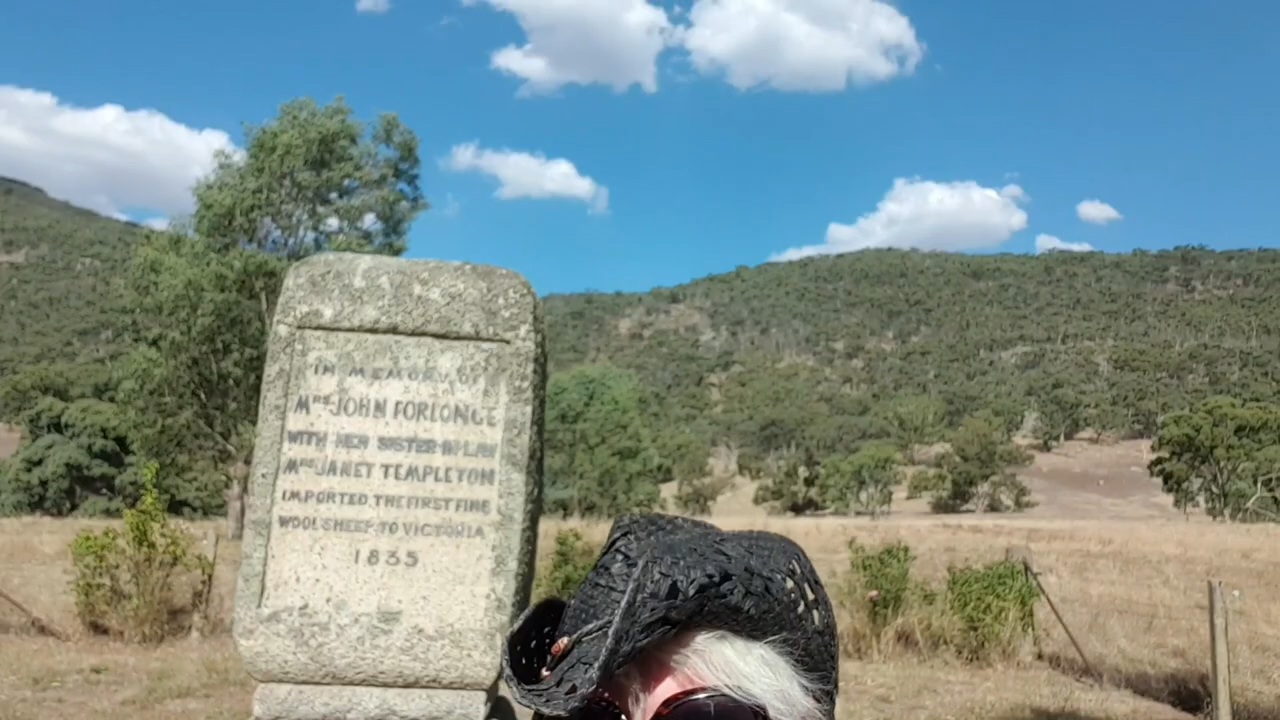 IN MEMORY OF
MRS JOHN FORLONGE
WITH HER SISTER IN LAW
MRS JANET TEMPLETON
IMPORTED THE FIRST FINE
WOOL SHEEP TO VICTORIA
1835